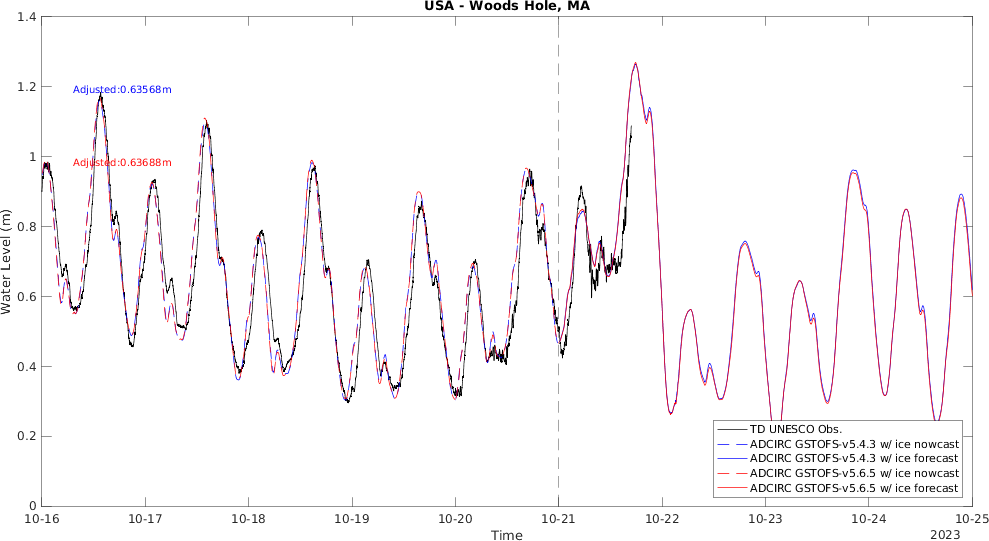 USA - Woods Hole, MA
1.4
1.2
1
0.8
0.6
0.4
0.2
0
Water Level (m)
Adjusted:0.63568m
Adjusted:0.63688m
TD UNESCO Obs.
ADCIRC GSTOFS-v5.4.3 w/ ice nowcast
ADCIRC GSTOFS-v5.4.3 w/ ice forecast
ADCIRC GSTOFS-v5.6.5 w/ ice nowcast
ADCIRC GSTOFS-v5.6.5 w/ ice forecast
10-16 10-17 10-18 10-19 10-20 10-21 10-22 10-23 10-24 10-25
Time
2023